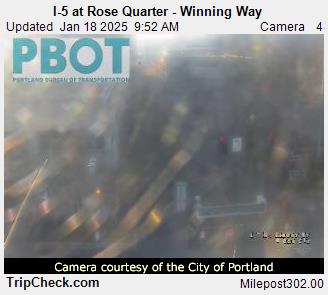 I-5 at Rose Quarter - Winning Way
Updated Jan 18 2025 9:52 AM Camera 4
PBOT
PORTLAND BUREAU OF TRANSPORTATION
Camera courtesy of the City of Portland
TripCheck.com Milepost302.00